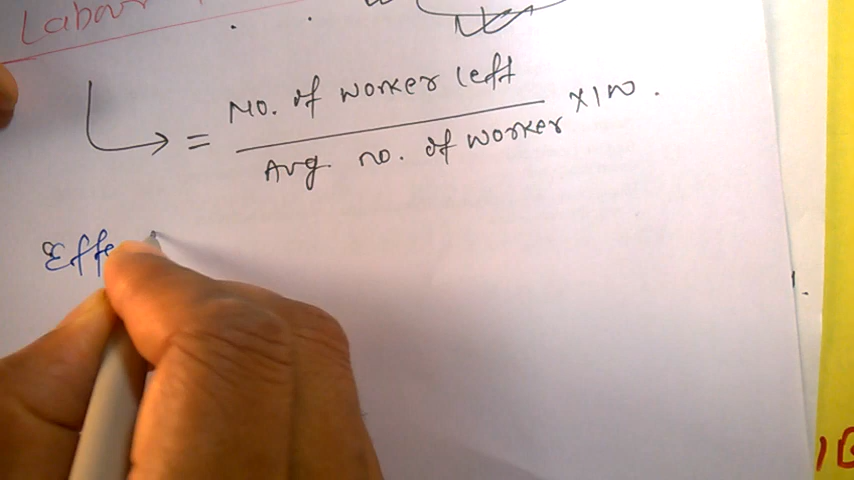 Labour
No. of worker left
= ×100.
Avg. no. of worker
Effe